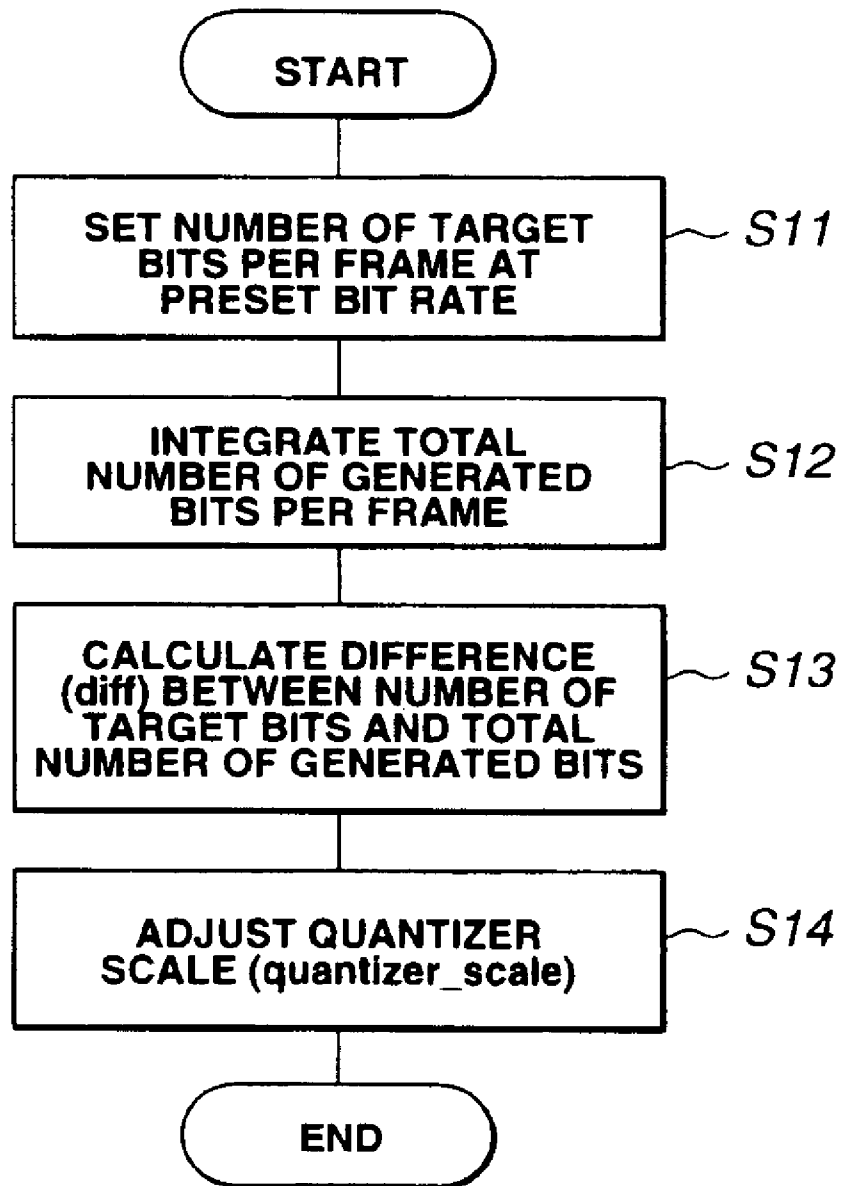 START
SET NUMBER OF TARGET
BITS PER FRAME AT
PRESET BIT RATE
S11
INTEGRATE TOTAL
NUMBER OF GENERATED
BITS PER FRAME
S12
CALCULATE DIFFERENCE
(diff) BETWEEN NUMBER OF
TARGET BITS AND TOTAL
NUMBER OF GENERATED BITS
S13
ADJUST QUANTIZER
SCALE (quantizer_scale)
S14
END